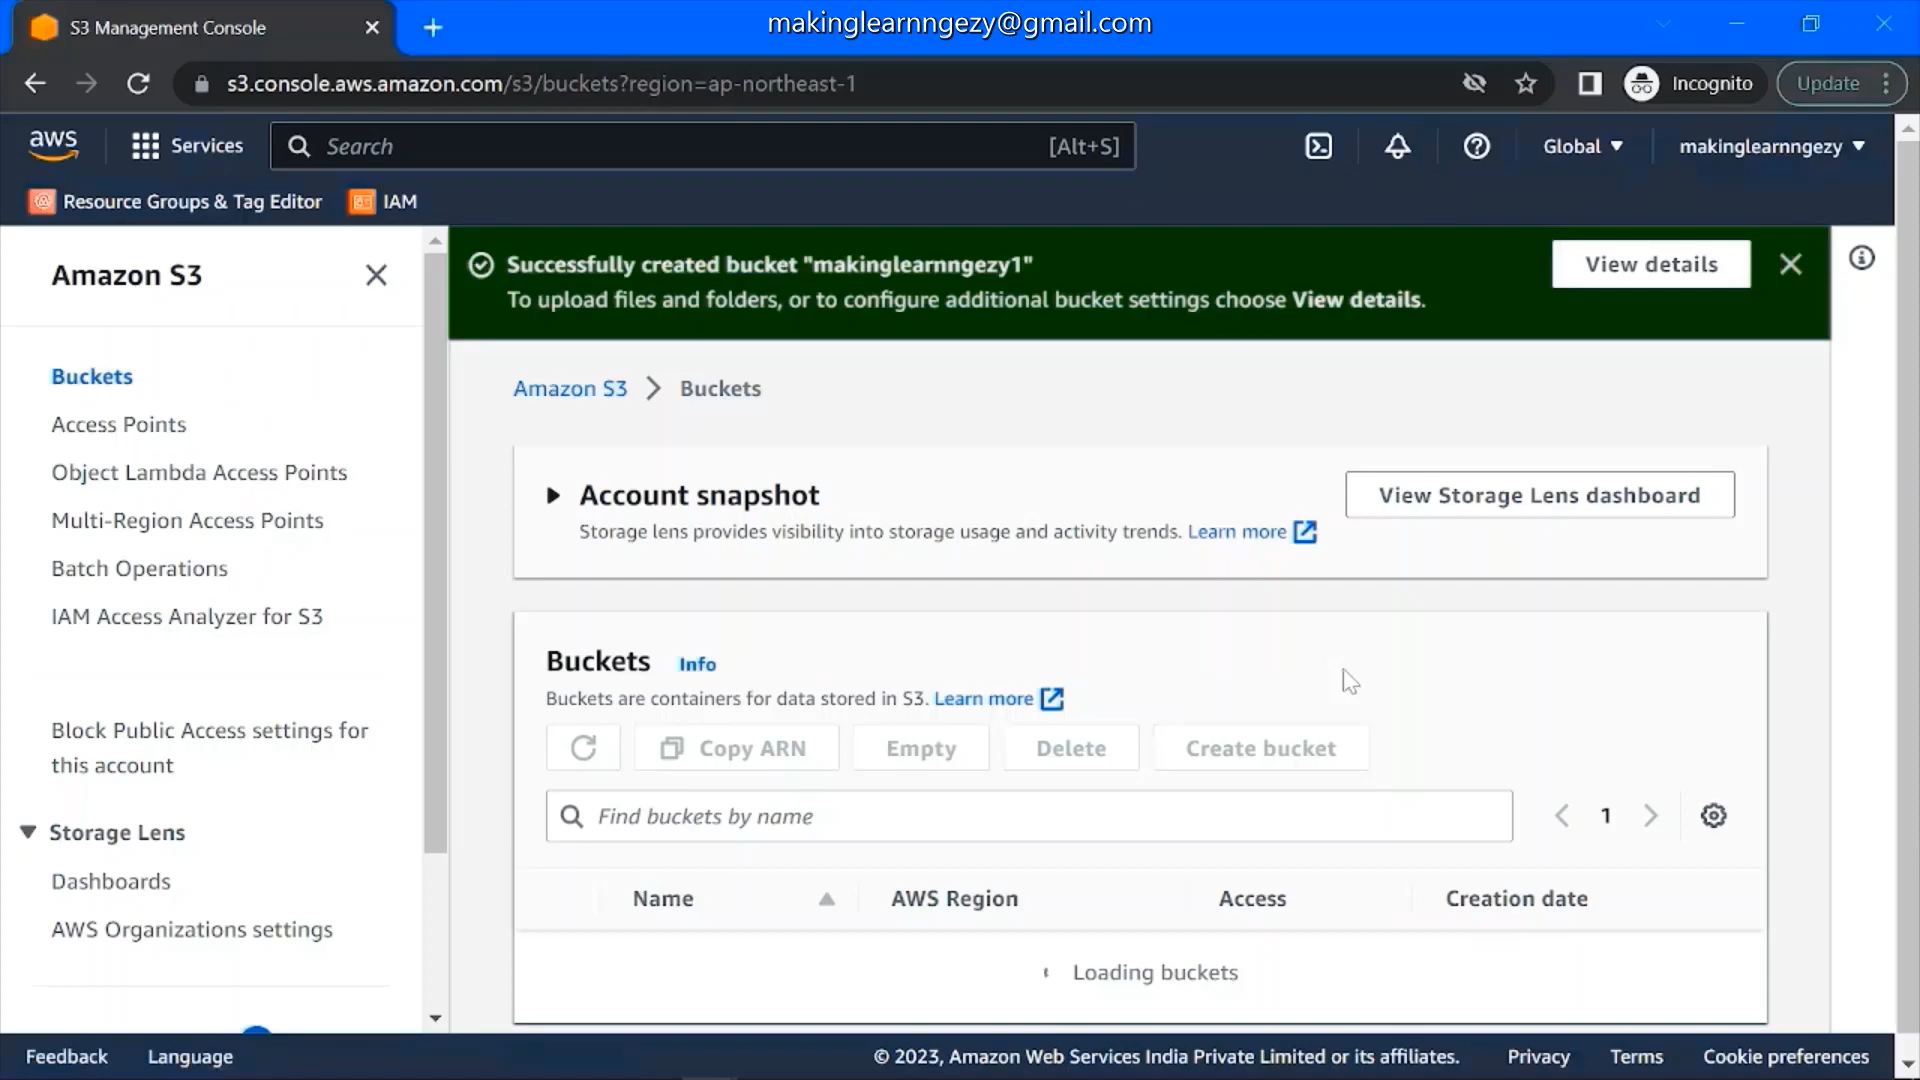 S3 Management Console
makinglearnngezy@gmail.com
s3.console.aws.amazon.com/s3/buckets?region=ap-northeast-1
Incognito
Update
aws
Services
Search
[Alt+S]
Global
makinglearnngezy
Resource Groups & Tag Editor
IAM
Amazon S3
Buckets
Access Points
Object Lambda Access Points
Multi-Region Access Points
Batch Operations
IAM Access Analyzer for S3
Block Public Access settings for
this account
Storage Lens
Dashboards
AWS Organizations settings
Successfully created bucket "makinglearnngezy1"
To upload files and folders, or to configure additional bucket settings choose View details.
View details
Amazon S3
Buckets
Account snapshot
Storage lens provides visibility into storage usage and activity trends. Learn more
View Storage Lens dashboard
Buckets Info
Buckets are containers for data stored in S3. Learn more
Copy ARN
Empty
Delete
Create bucket
Find buckets by name
1
Name
AWS Region
Access
Creation date
Loading buckets
Feedback
Language
© 2023, Amazon Web Services India Private Limited or its affiliates.
Privacy
Terms
Cookie preferences